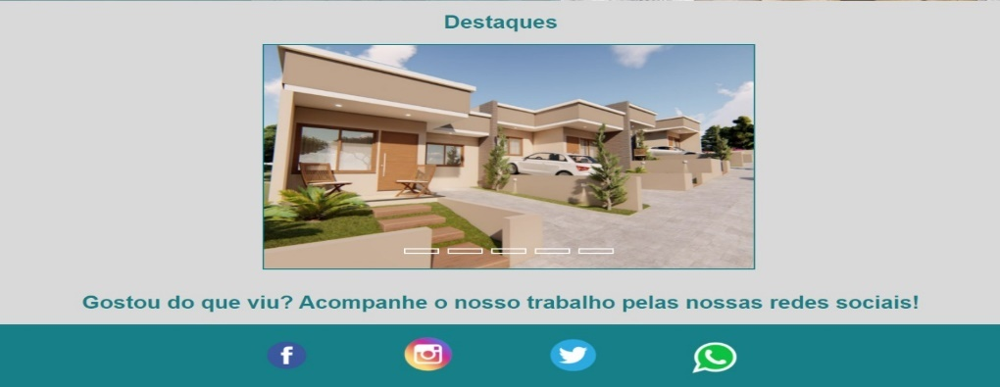 Destaques
Gostou do que viu? Acompanhe o nosso trabalho pelas nossas redes sociais!